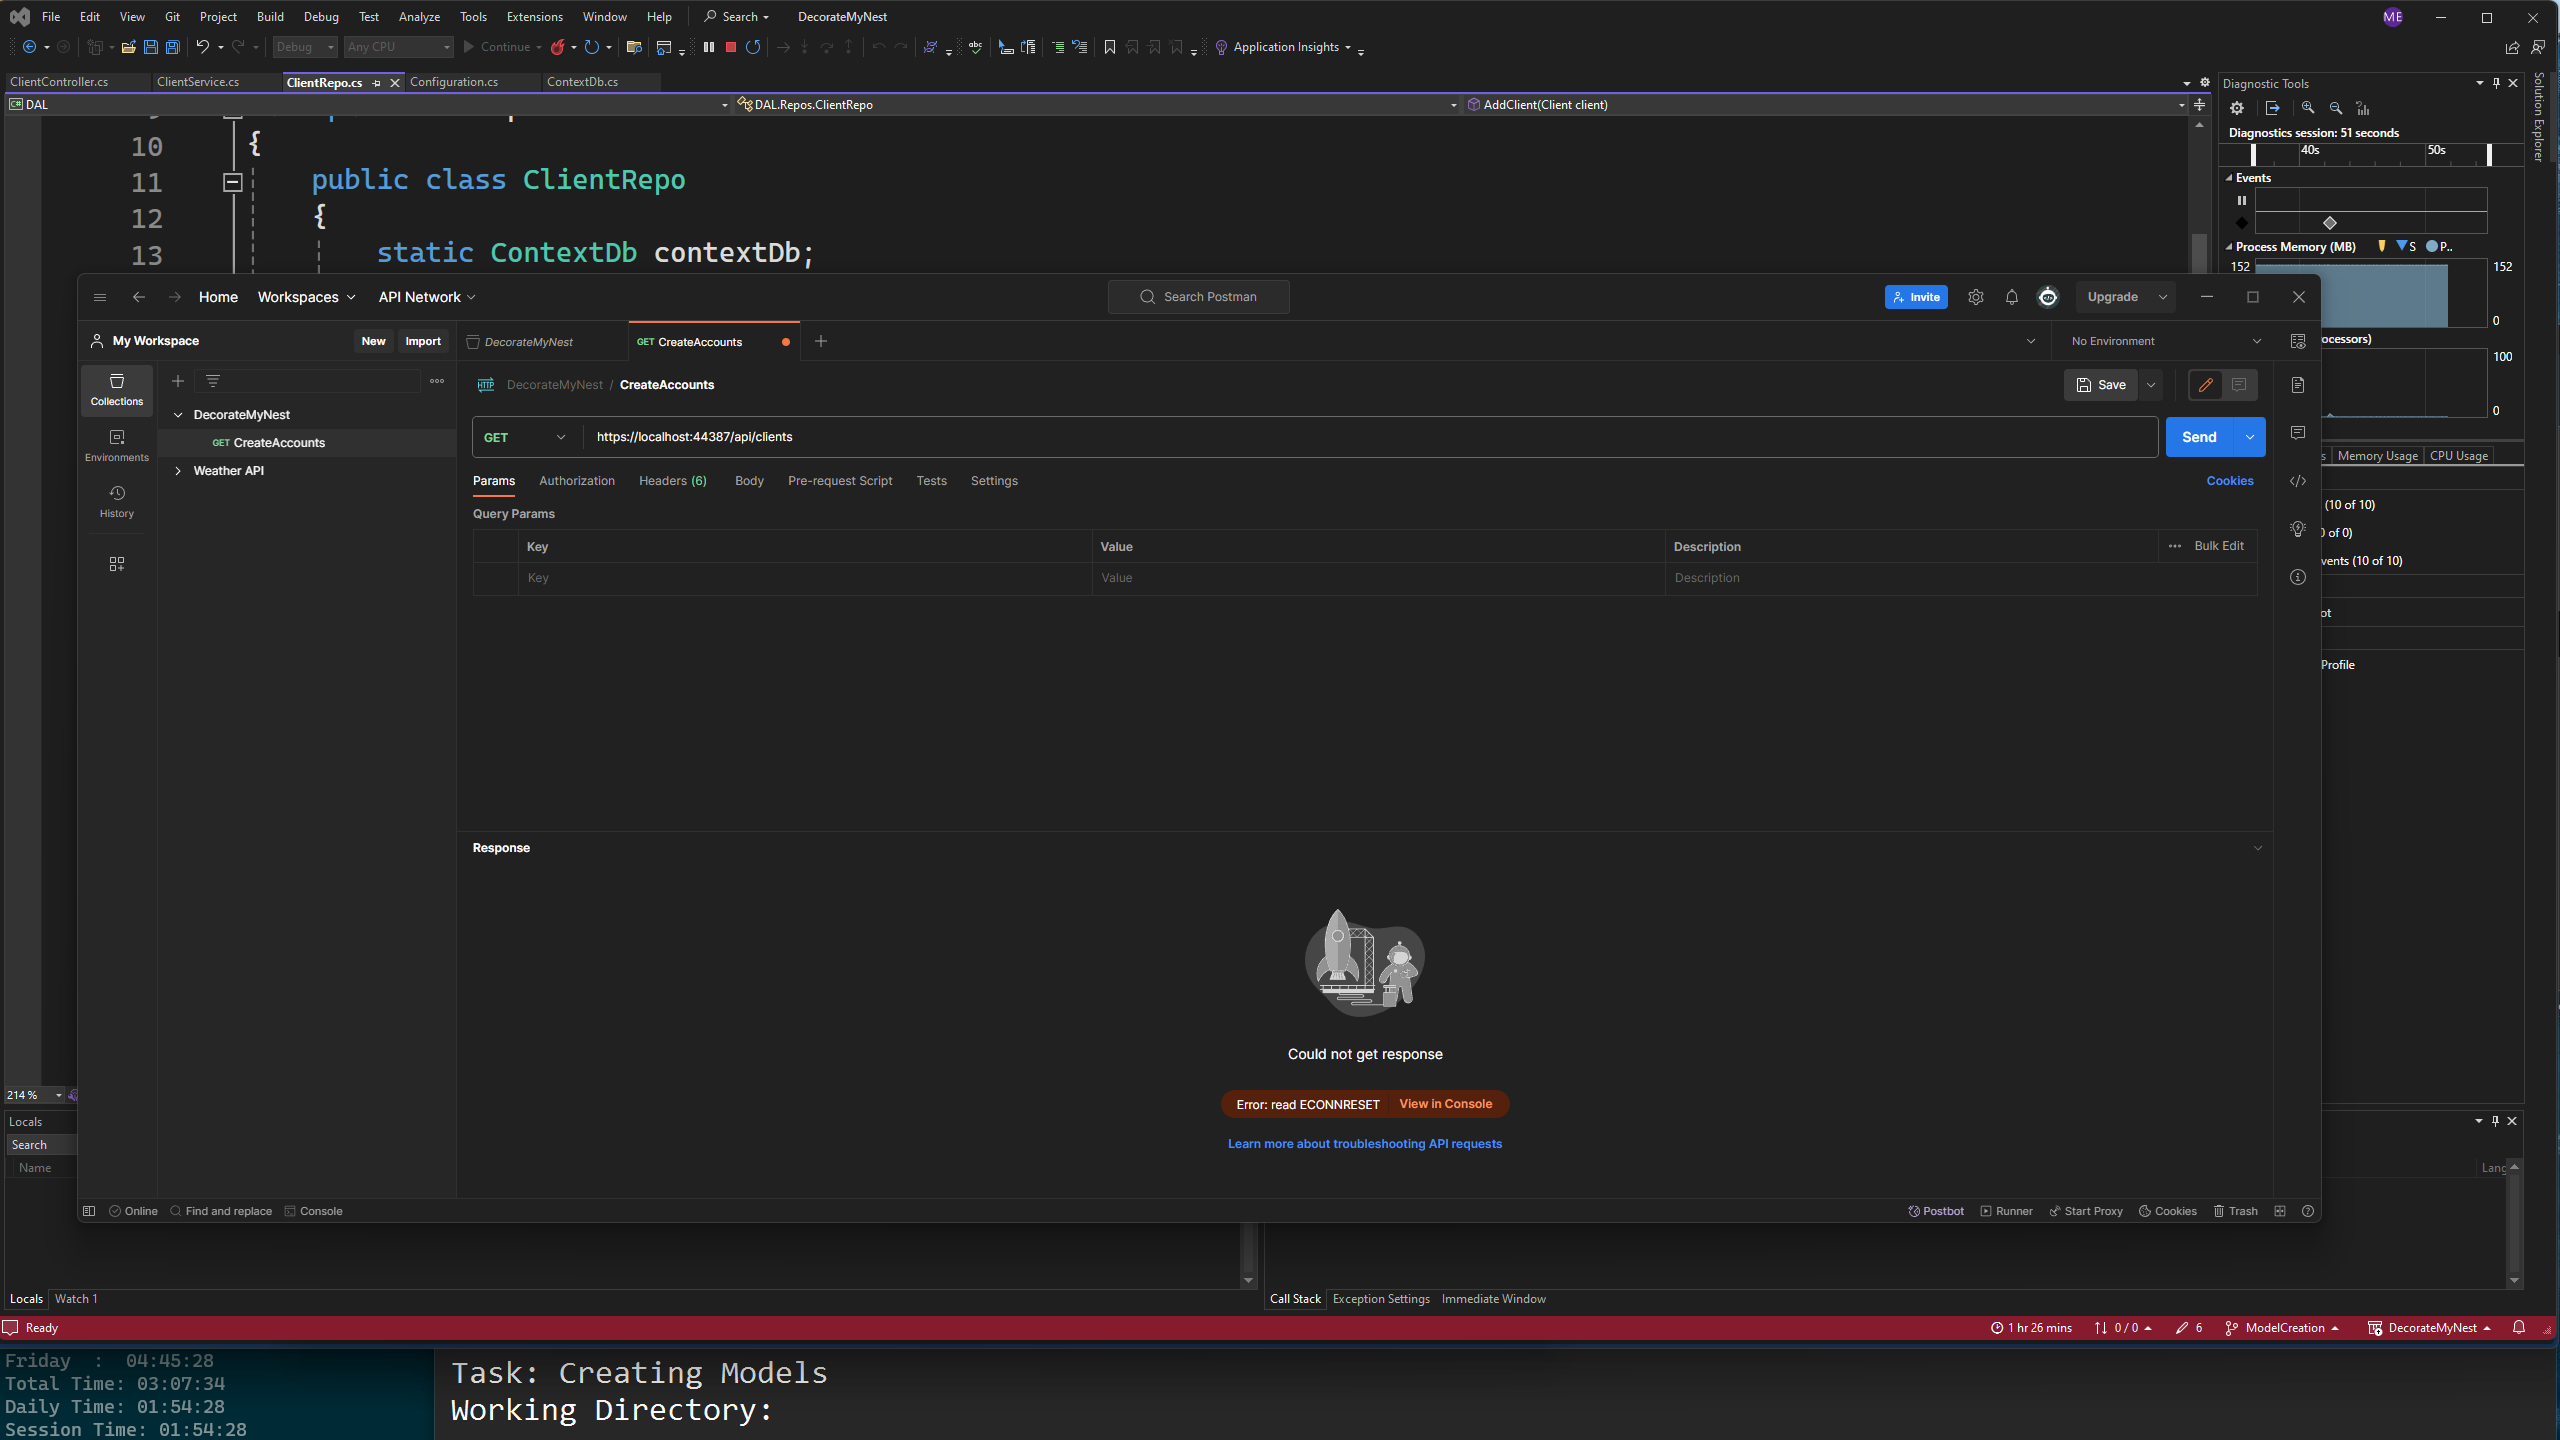 File Edit View Git Project Build Debug Test Analyze Tools Extensions Window Help Search DecorateMyNest ME
Debug Any CPU Continue Application Insights
ClientController.cs ClientService.cs ClientRepo.cs Configuration.cs ContextDb.cs
DAL DAL.Repos.ClientRepo AddClient(Client client)
10 {
11 public class ClientRepo
12 {
13 static ContextDb contextDb;
Diagnostic Tools
Solution Explorer
Diagnostics session: 51 seconds
40s 50s
Events
Process Memory (MB) S P..
152 152
0
ocessors)
100
0
Memory Usage CPU Usage
(10 of 10)
of 0)
vents (10 of 10)
ot
Profile
Home Workspaces API Network Search Postman Invite Upgrade
My Workspace New Import DecorateMyNest GET CreateAccounts No Environment
Collections
Environments
History
DecorateMyNest
GET CreateAccounts
Weather API
HTTP DecorateMyNest / CreateAccounts Save
GET https://localhost:44387/api/clients Send
Params Authorization Headers (6) Body Pre-request Script Tests Settings Cookies
Query Params
Key Value Description Bulk Edit
Key Value Description
Response
Could not get response
Error: read ECONNRESET View in Console
Learn more about troubleshooting API requests
Online Find and replace Console Postbot Runner Start Proxy Cookies Trash
214 %
Locals
Search
Name
Lang
Locals Watch 1
Call Stack Exception Settings Immediate Window
Ready 1 hr 26 mins 0 / 0 6 ModelCreation DecorateMyNest
Friday : 04:45:28
Total Time: 03:07:34
Daily Time: 01:54:28
Session Time: 01:54:28
Task: Creating Models
Working Directory: